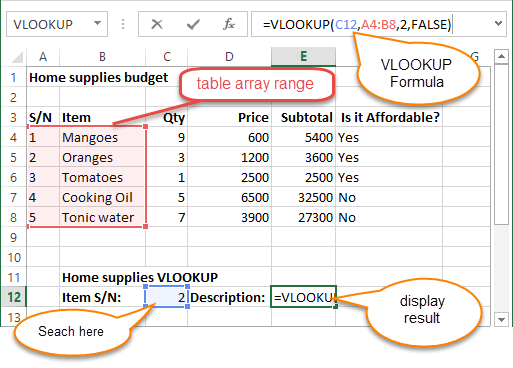 VLOOKUP =VLOOKUP(C12,A4:B8,2,FALSE)
VLOOKUP
Formula
A B C D E G
1 Home supplies budget
table array range
2
3 S/N Item Qty Price Subtotal Is it Affordable?
4 1 Mangoes 9 600 5400 Yes
5 2 Oranges 3 1200 3600 Yes
6 3 Tomatoes 1 2500 2500 Yes
7 4 Cooking Oil 5 6500 32500 No
8 5 Tonic water 7 3900 27300 No
9
10
11 Home supplies VLOOKUP
12 Item S/N: 2 Description: =VLOOKU
13
Seach here
display
result